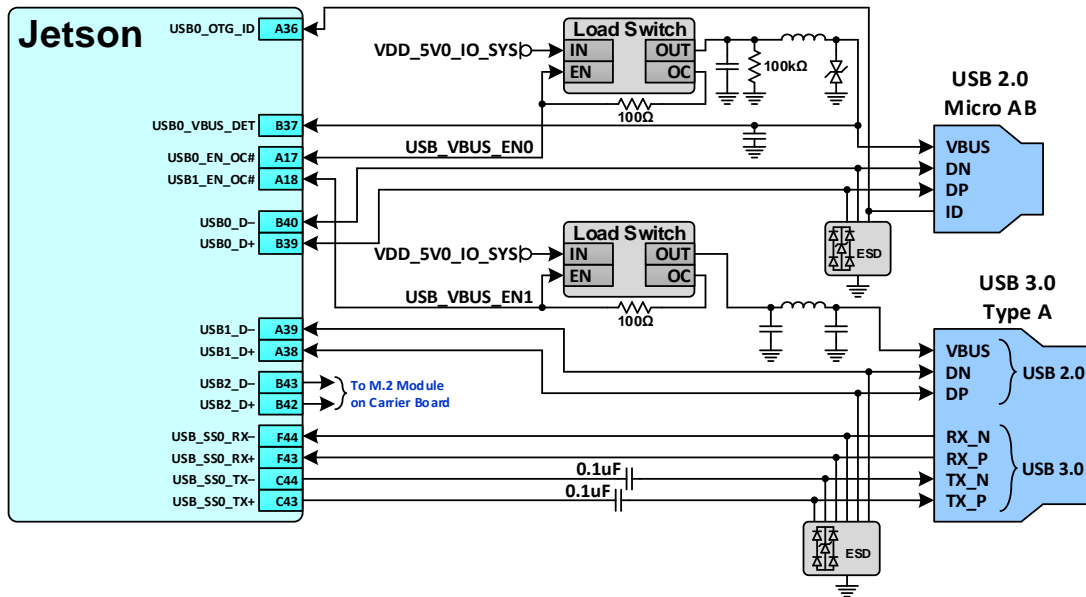 Jetson
USB0_OTG_ID A36
USB0_VBUS_DET B37
USB0_EN_OC# A17
USB1_EN_OC# A18
USB0_D− B40
USB0_D+ B39
USB1_D− A39
USB1_D+ A38
USB2_D− B43
USB2_D+ B42
USB_SS0_RX− F44
USB_SS0_RX+ F43
USB_SS0_TX− C44
USB_SS0_TX+ C43
To M.2 Module
on Carrier Board
VDD_5V0_IO_SYS
Load Switch
IN OUT
EN OC
100Ω
100kΩ
USB_VBUS_EN0
VDD_5V0_IO_SYS
Load Switch
IN OUT
EN OC
100Ω
USB_VBUS_EN1
0.1uF
0.1uF
USB 2.0
Micro AB
VBUS
DN
DP
ID
ESD
USB 3.0
Type A
VBUS
DN
DP
USB 2.0
RX_N
RX_P
TX_N
TX_P
USB 3.0
ESD